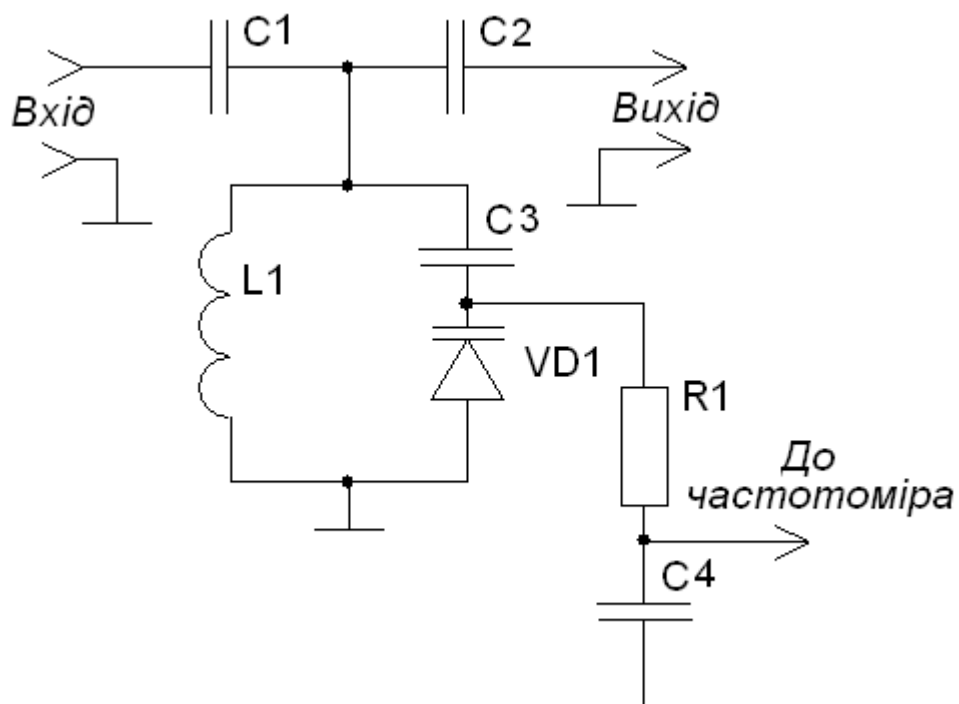 C1
C2
Вхід
Вихід
C3
L1
VD1
R1
До
частотоміра
C4